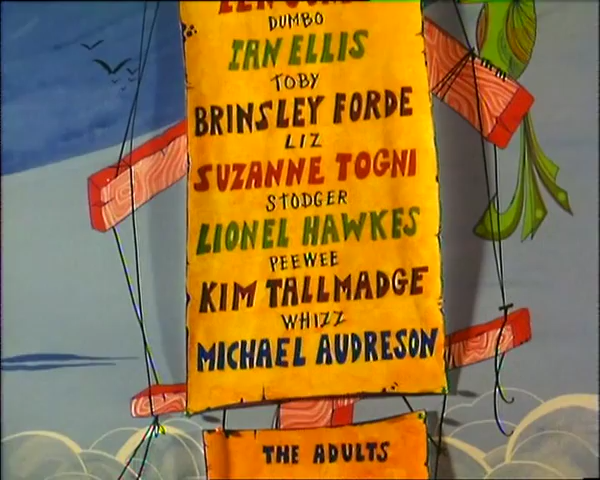 DUMBO
IAN ELLIS
TOBY
BRINSLEY FORDE
LIZ
SUZANNE TOGNI
STODGER
LIONEL HAWKES
PEEWEE
KIM TALLMADGE
WHIZZ
MICHAEL AUDRESON
THE ADULTS